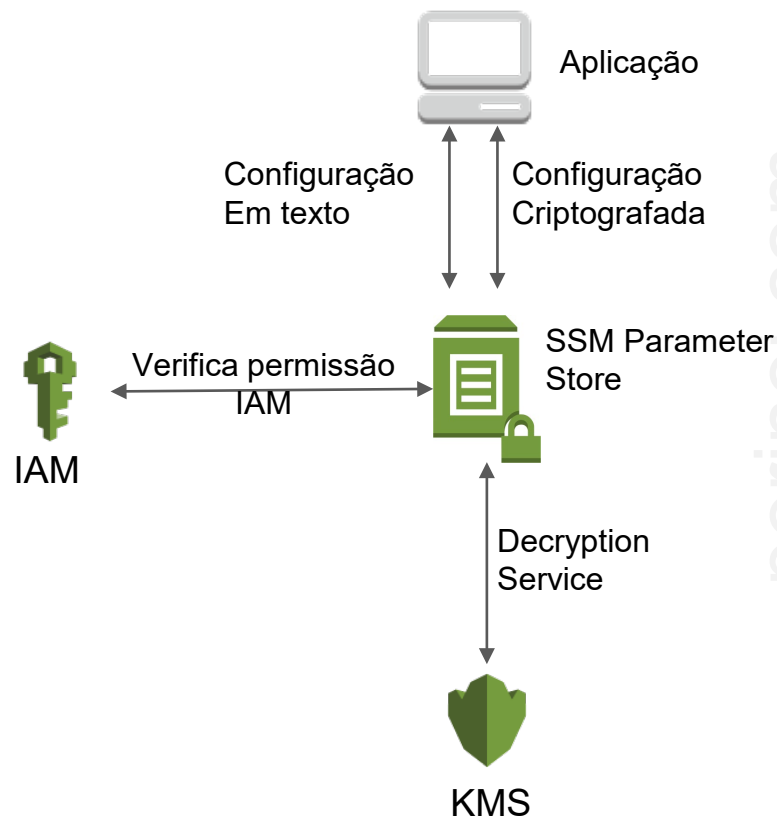 Aplicação
Configuração
Em texto
Configuração
Criptografada
SSM Parameter
Store
Verifica permissão
IAM
IAM
Decryption
Service
KMS